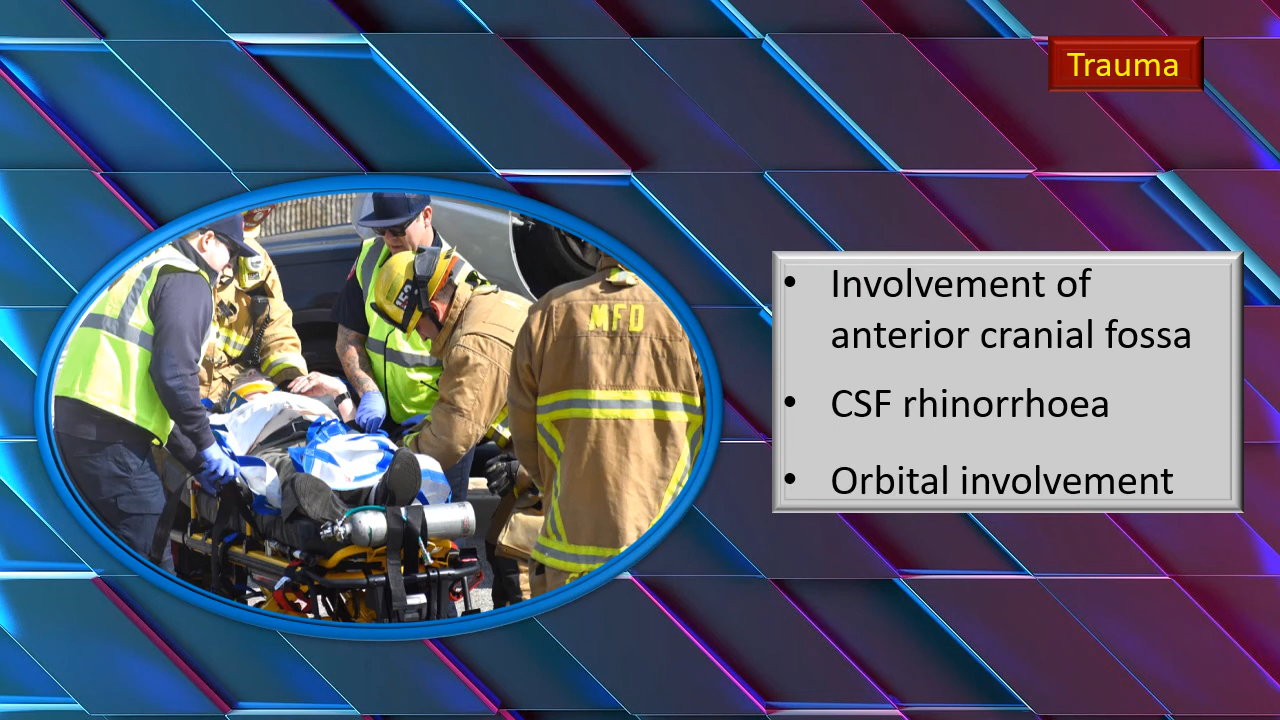 Trauma
• Involvement of
anterior cranial fossa
• CSF rhinorrhoea
• Orbital involvement
MFD